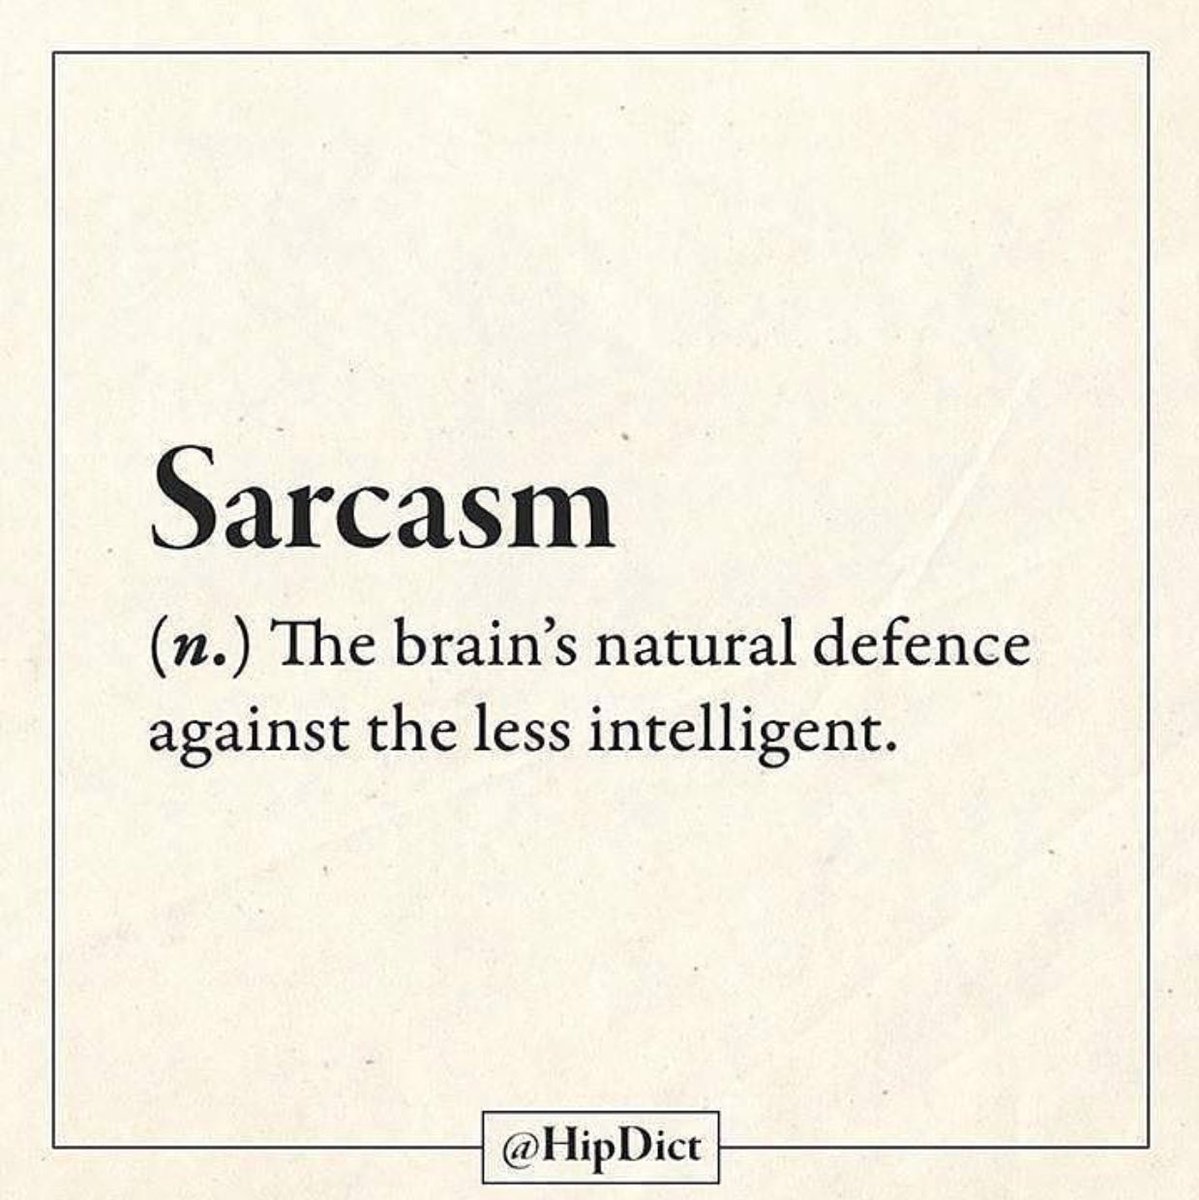 Sarcasm
(n.) The brain’s natural defence
against the less intelligent.
@HipDict